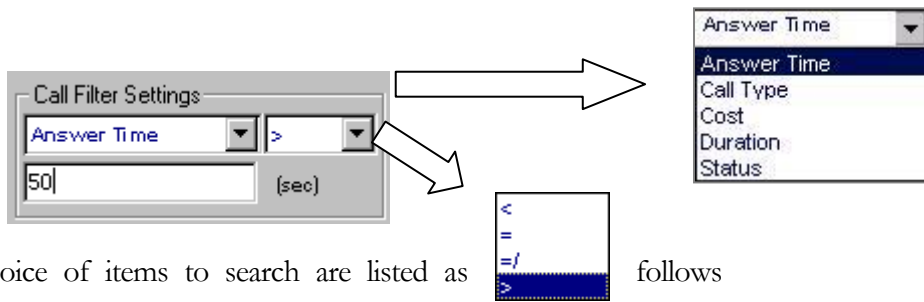 Call Filter Settings
Answer Time
>
50
(sec)
Answer Time
Answer Time
Call Type
Cost
Duration
Status
<
=
=/
>
oice of items to search are listed as follows